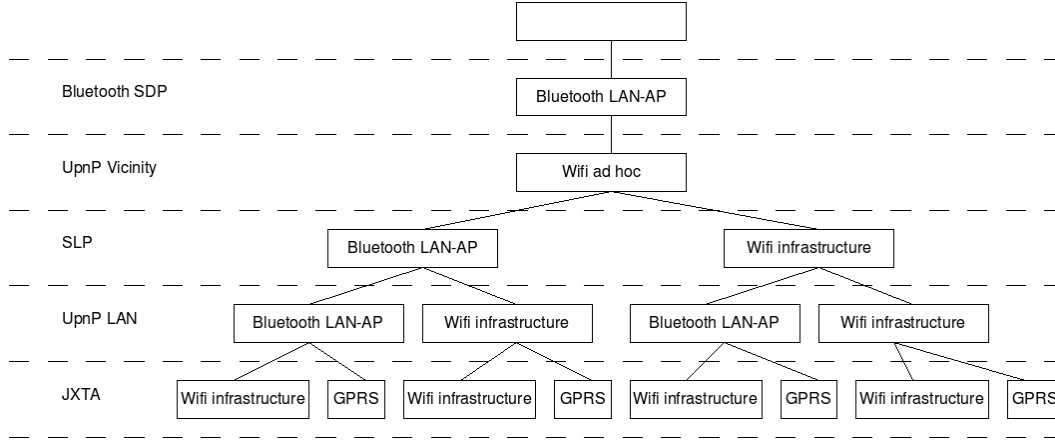 Bluetooth SDP
Bluetooth LAN-AP
UpnP Vicinity
Wifi ad hoc
SLP
Bluetooth LAN-AP
Wifi infrastructure
UpnP LAN
Bluetooth LAN-AP
Wifi infrastructure
Bluetooth LAN-AP
Wifi infrastructure
JXTA
Wifi infrastructure
GPRS
Wifi infrastructure
GPRS
Wifi infrastructure
GPRS
Wifi infrastructure
GPRS